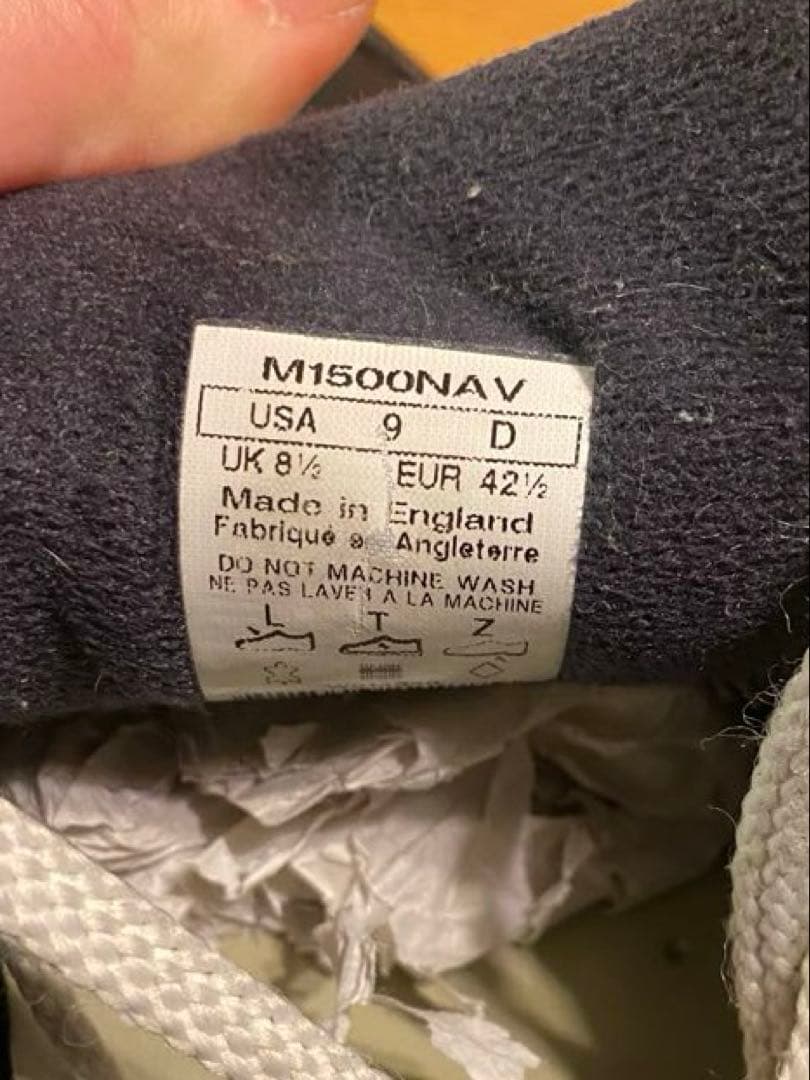 M1500NAV
USA 9 D
UK 8½ EUR 42½
Made in England
Fabriqué e Angleterre
DO NOT MACHINE WASH
NE PAS LAVER A LA MACHINE
L T Z